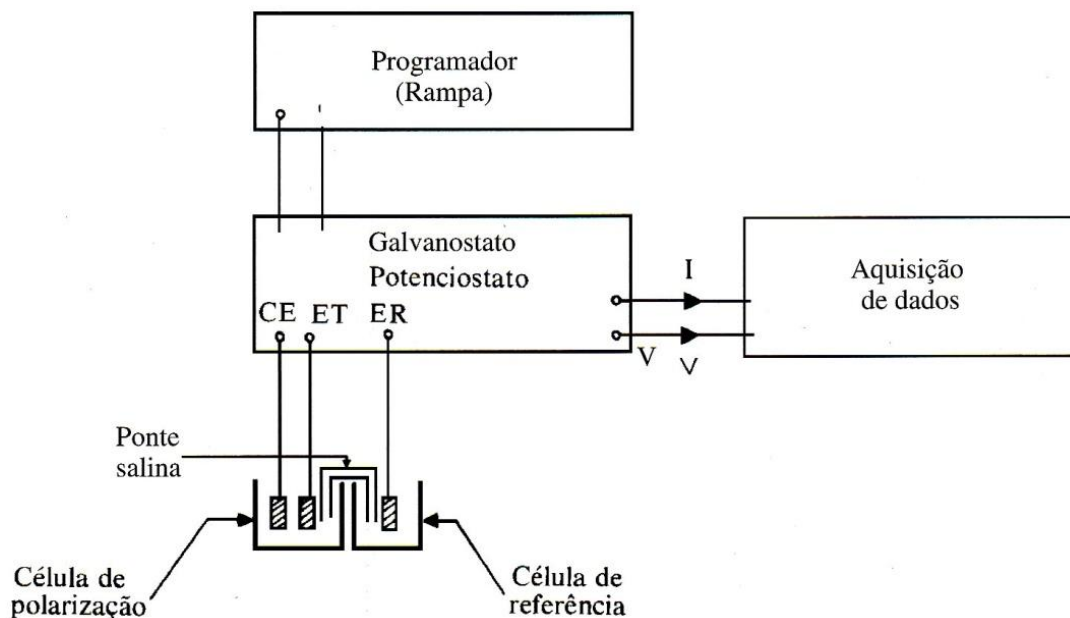 Programador
(Rampa)
Galvanostato
Potenciostato
CE ET ER
I
V
V
Aquisição
de dados
Ponte
salina
Célula de
polarização
Célula de
referência